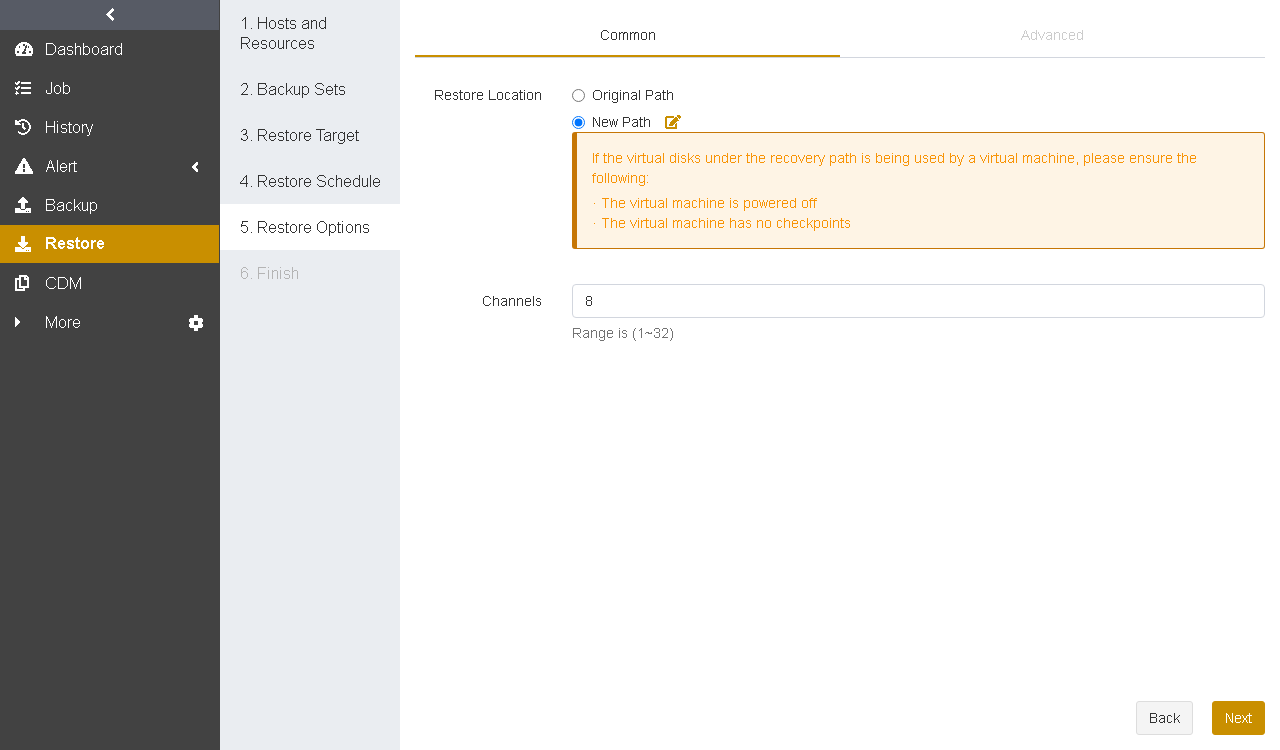 Dashboard
Job
History
Alert
Backup
Restore
CDM
More
1. Hosts and
Resources
2. Backup Sets
3. Restore Target
4. Restore Schedule
5. Restore Options
6. Finish
Common
Advanced
Restore Location
Original Path
New Path
If the virtual disks under the recovery path is being used by a virtual machine, please ensure the
following:
· The virtual machine is powered off
· The virtual machine has no checkpoints
Channels
8
Range is (1~32)
Back
Next